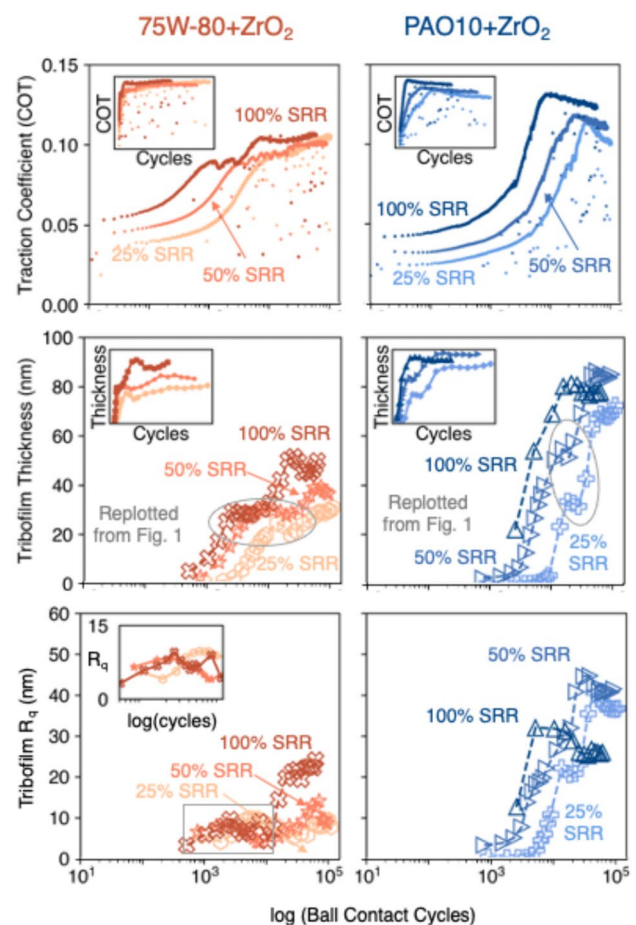 75W-80+ZrO2
PAO10+ZrO2
Traction Coefficient (COT)
0.15
0.10
0.05
0.00
COT
Cycles
100% SRR
25% SRR
50% SRR
COT
Cycles
100% SRR
50% SRR
25% SRR
Tribofilm Thickness (nm)
100
80
60
40
20
0
Thickness
Cycles
100% SRR
50% SRR
Replotted
from Fig. 1
25% SRR
Thickness
Cycles
100% SRR
Replotted
from Fig. 1
50% SRR
25%
SRR
Tribofilm Rq (nm)
60
50
40
30
20
10
0
15
Rq
0
log(cycles)
100% SRR
50% SRR
25% SRR
50% SRR
100% SRR
25%
SRR
10^1
10^3
10^5
10^1
10^3
10^5
log (Ball Contact Cycles)